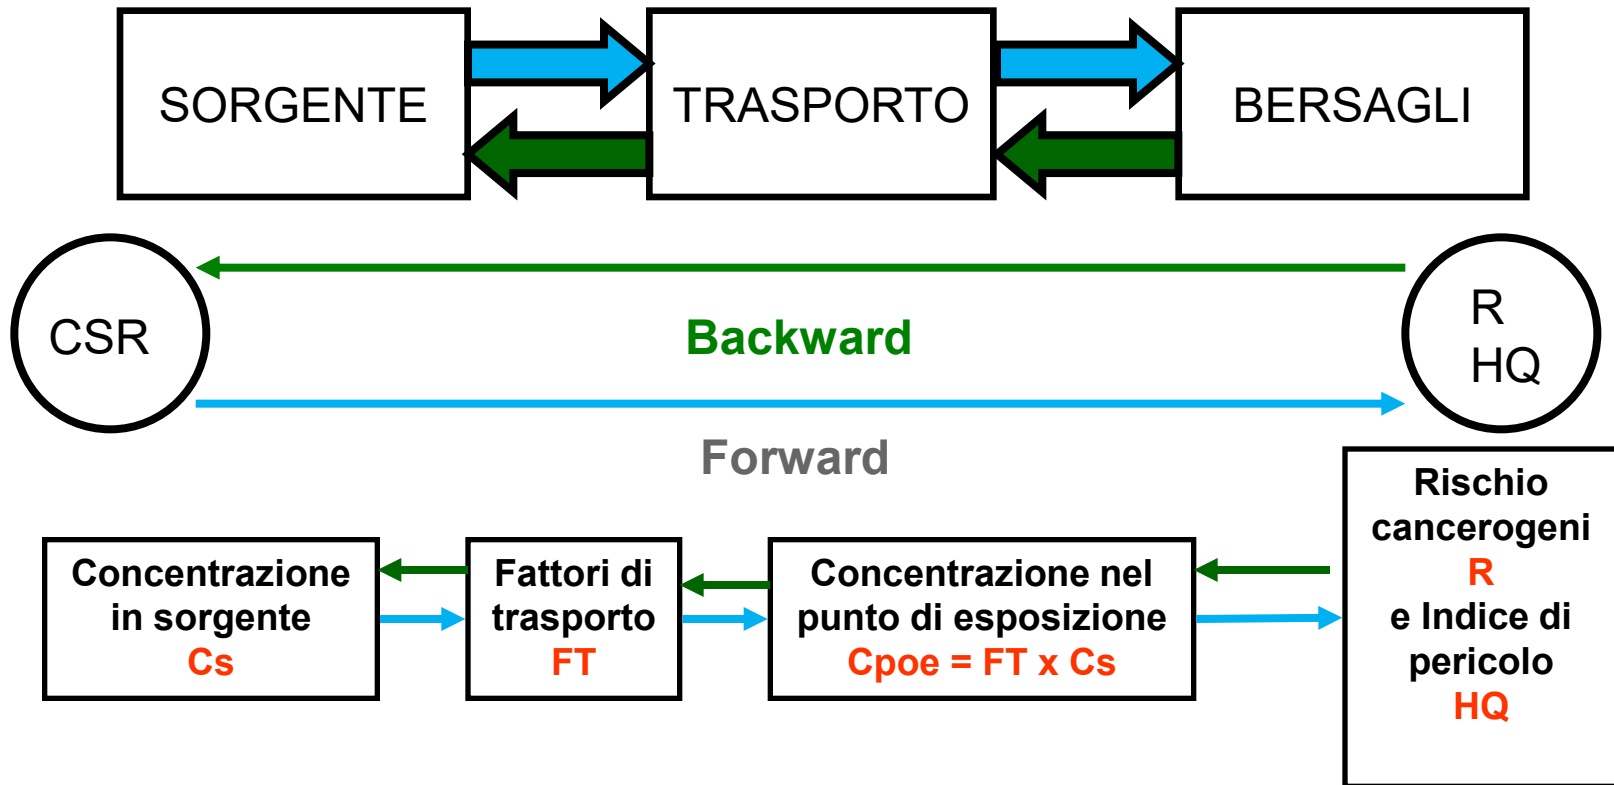 SORGENTE
TRASPORTO
BERSAGLI
CSR
Backward
Forward
R
HQ
Concentrazione
in sorgente
Cs
Fattori di
trasporto
FT
Concentrazione nel
punto di esposizione
Cpoe = FT x Cs
Rischio
cancerogeni
R
e Indice di
pericolo
HQ